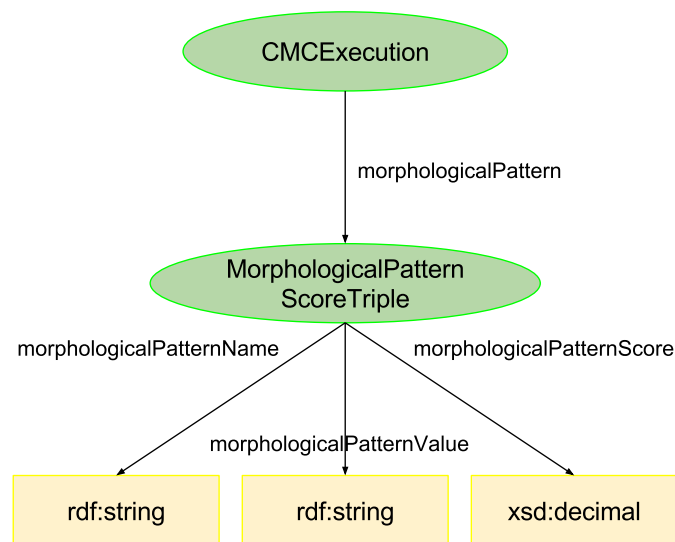 CMCExecution
morphologicalPattern
MorphologicalPattern
ScoreTriple
morphologicalPatternName
morphologicalPatternScore
morphologicalPatternValue
rdf:string
rdf:string
xsd:decimal